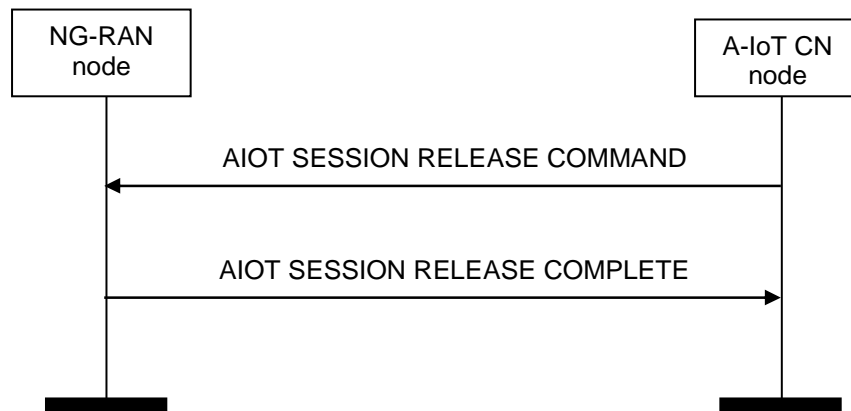 NG-RAN
node
A-IoT CN
node
AIOT SESSION RELEASE COMMAND
AIOT SESSION RELEASE COMPLETE